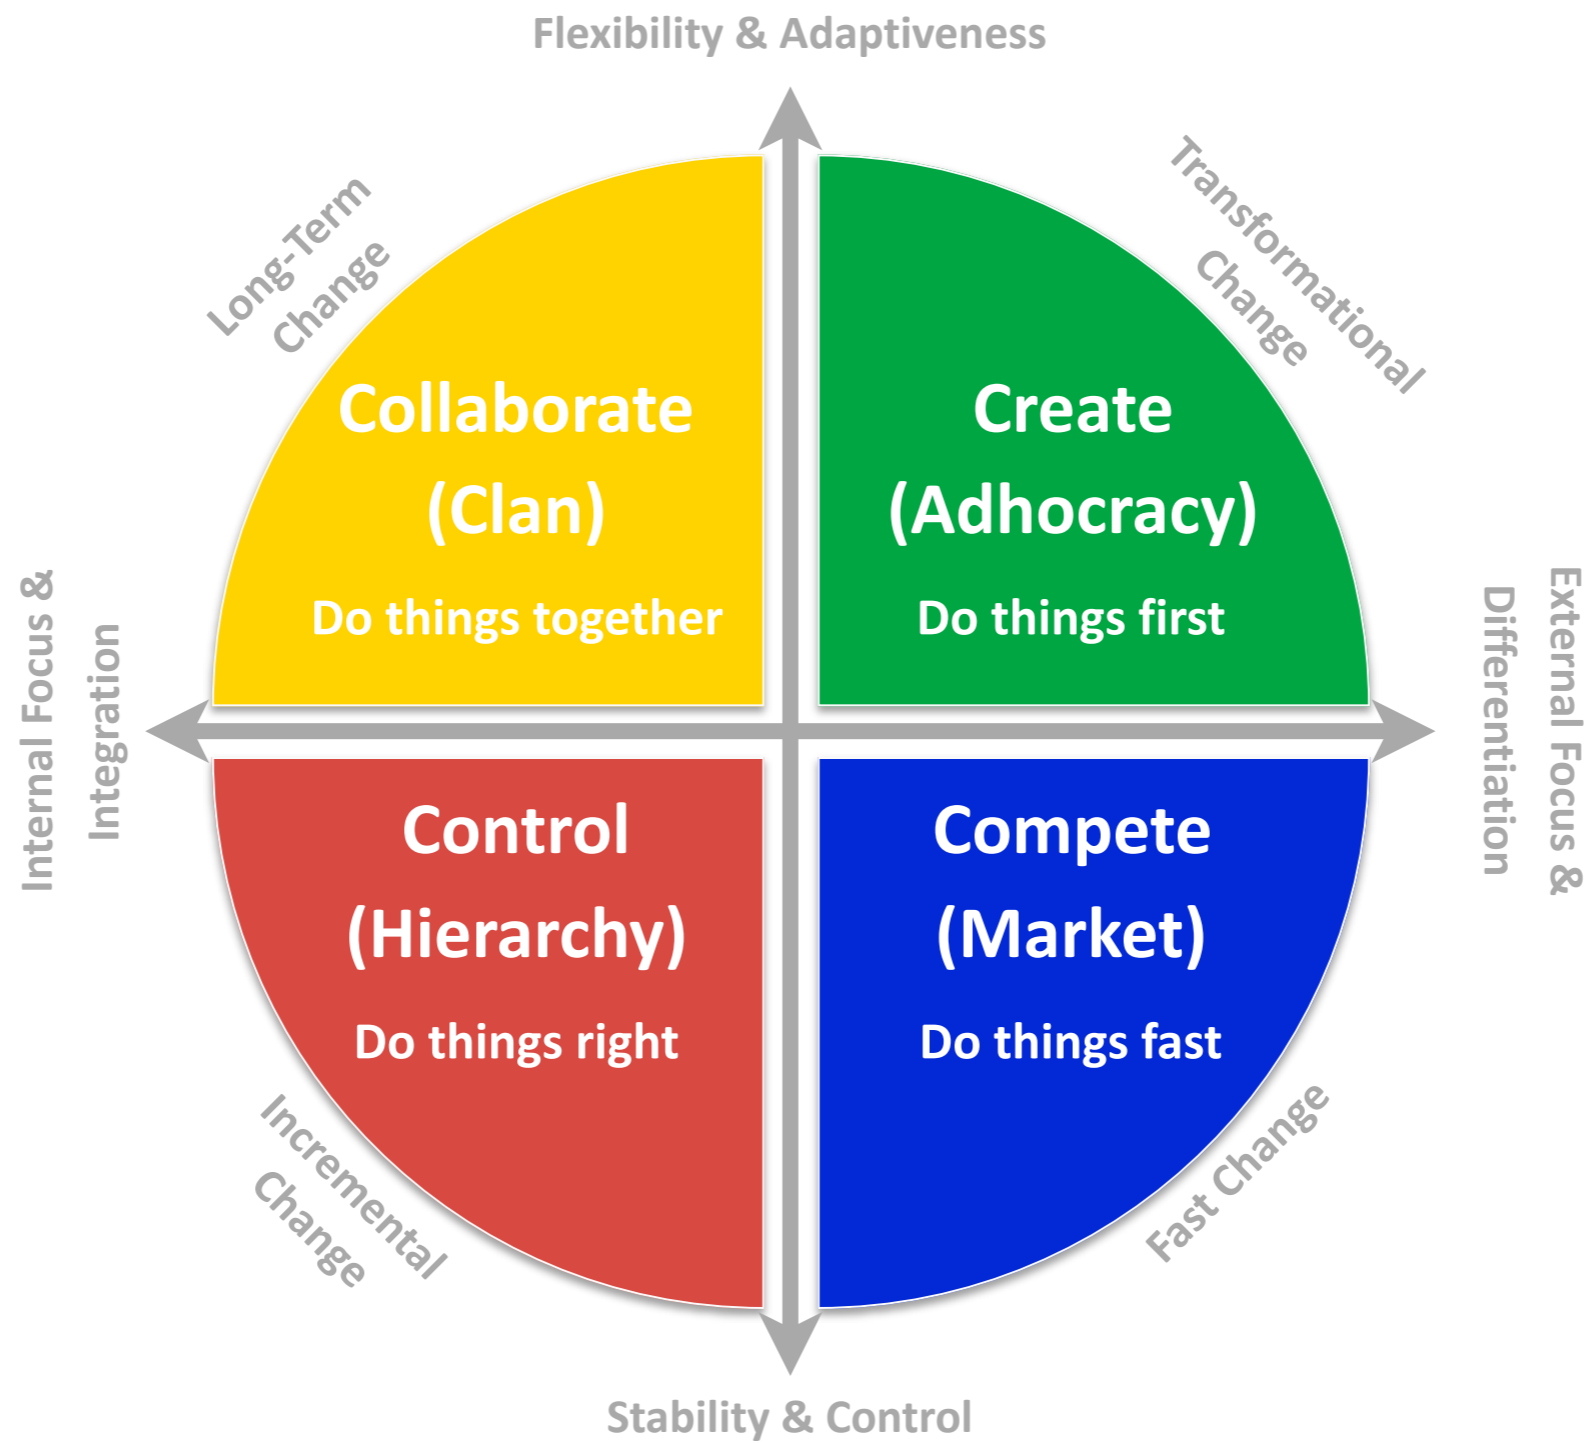 Flexibility & Adaptiveness
Long-Term
Change
Transformational
Change
Collaborate
(Clan)
Do things together
Create
(Adhocracy)
Do things first
Internal Focus &
Integration
External Focus &
Differentiation
Control
(Hierarchy)
Do things right
Compete
(Market)
Do things fast
Incremental
Change
Fast Change
Stability & Control